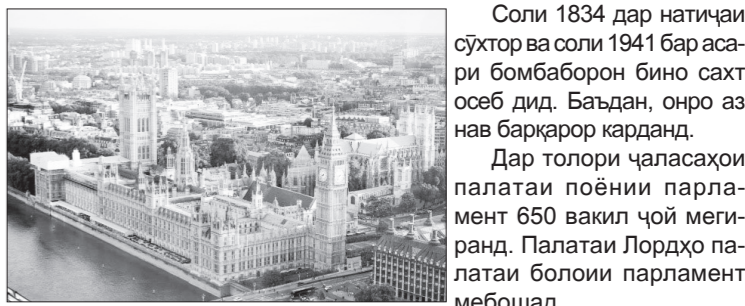 Соли 1834 дар натиҷаи
сӯхтор ва соли 1941 бар аса-
ри бомбаборон бино сахт
осеб дид. Баъдан, онро аз
нав барқарор карданд.
Дар толори ҷаласаҳои
палатаи поёнии парла-
мент 650 вакил ҷой меги-
ранд. Палатаи Лордҳо па-
латаи болоии парламент
мебошад.